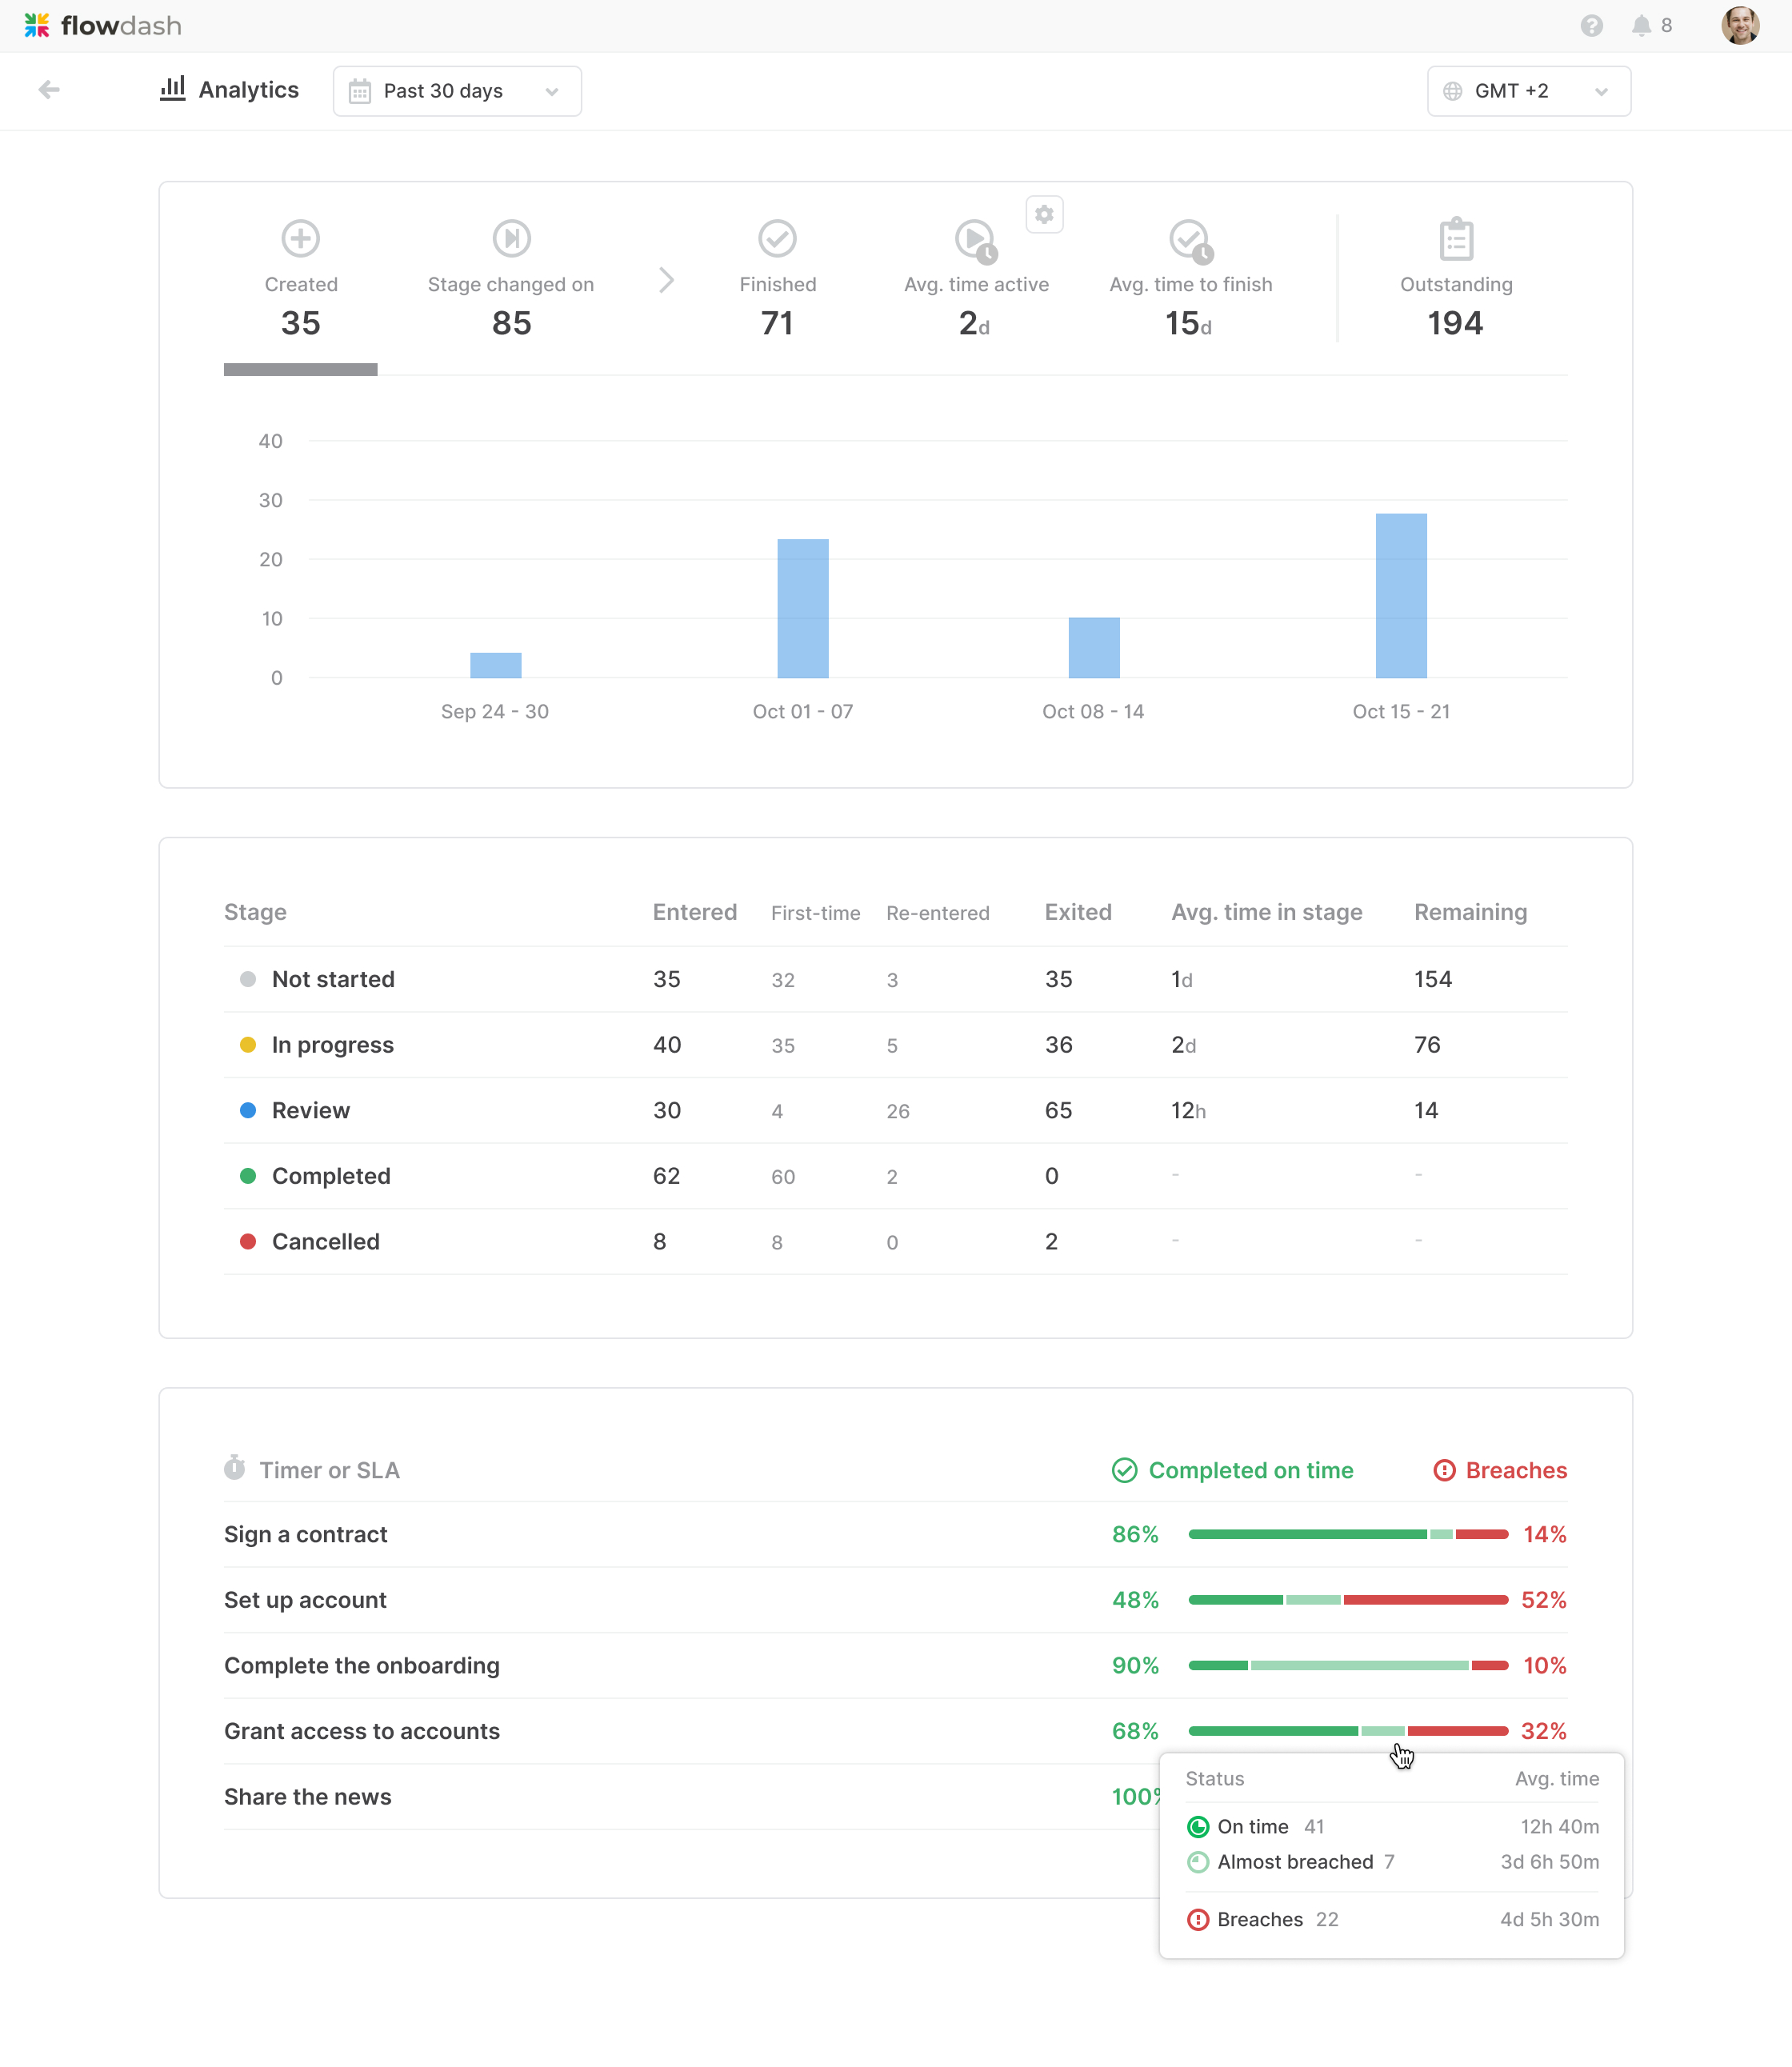 flowdash
8
Analytics
Past 30 days
GMT +2
Created
35
Stage changed on
85
Finished
71
Avg. time active
2d
Avg. time to finish
15d
Outstanding
194
40
30
20
10
0
Sep 24 - 30
Oct 01 - 07
Oct 08 - 14
Oct 15 - 21
Stage Entered First-time Re-entered Exited Avg. time in stage Remaining
Not started 35 32 3 35 1d 154
In progress 40 35 5 36 2d 76
Review 30 4 26 65 12h 14
Completed 62 60 2 0 - -
Cancelled 8 8 0 2 - -
Timer or SLA Completed on time Breaches
Sign a contract 86% 14%
Set up account 48% 52%
Complete the onboarding 90% 10%
Grant access to accounts 68% 32%
Share the news 100%
Status Avg. time
On time 41 12h 40m
Almost breached 7 3d 6h 50m
Breaches 22 4d 5h 30m